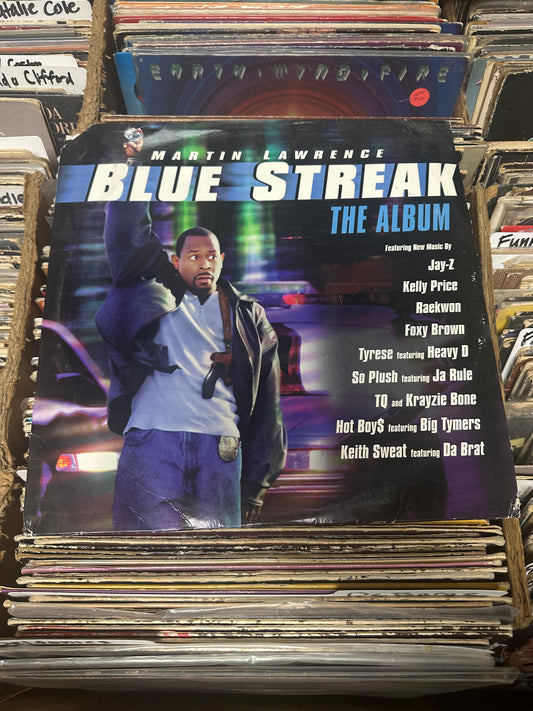 Natalie Cole
Clifford
EARTH, WIND & FIRE
MARTIN LAWRENCE
BLUE STREAK
THE ALBUM
Featuring New Music By
Jay-Z
Kelly Price
Raekwon
Foxy Brown
Tyrese featuring Heavy D
So Plush featuring Ja Rule
TQ and Krayzie Bone
Hot Boy$ featuring Big Tymers
Keith Sweat featuring Da Brat